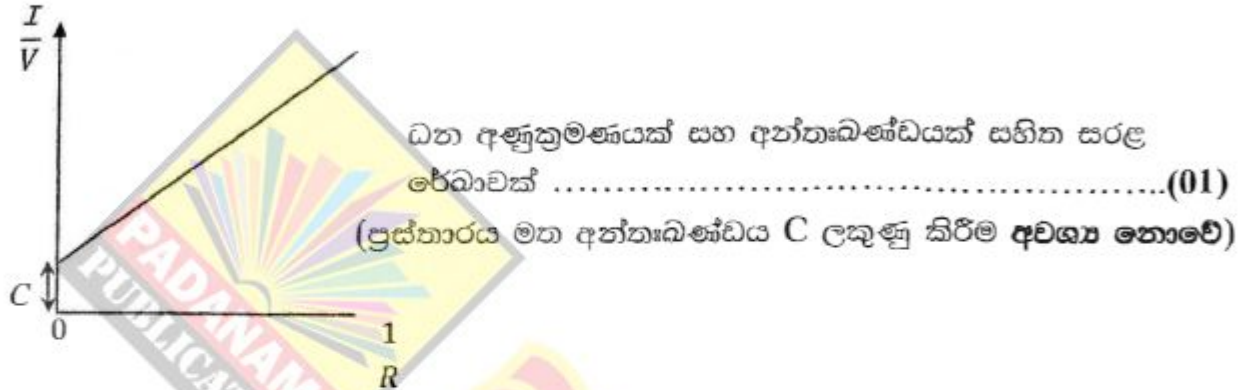 I
V
ධන අණුක්‍රමණයක් සහ අන්තඃඛණ්ඩයක් සහිත සරළ
රේඛාවක් ......................................................(01)
(ප්‍රස්තාරය මත අන්තඃඛණ්ඩය C ලකුණු කිරීම අවශ්‍ය නොවේ)
C
0
1
R
PADANAM